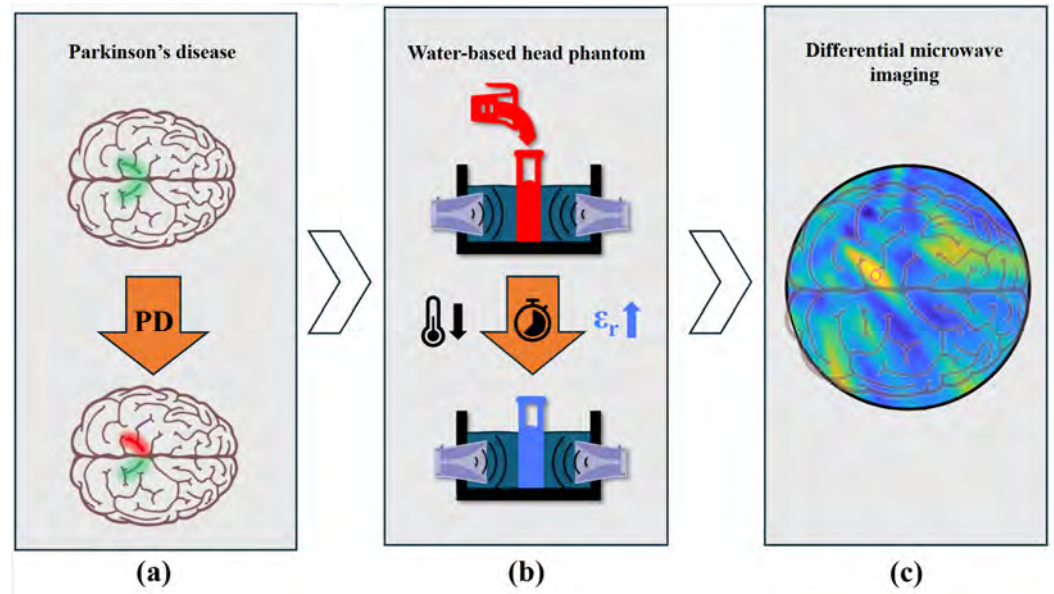 Parkinson's disease
PD
(a)
Water-based head phantom
εr
(b)
Differential microwave
imaging
(c)